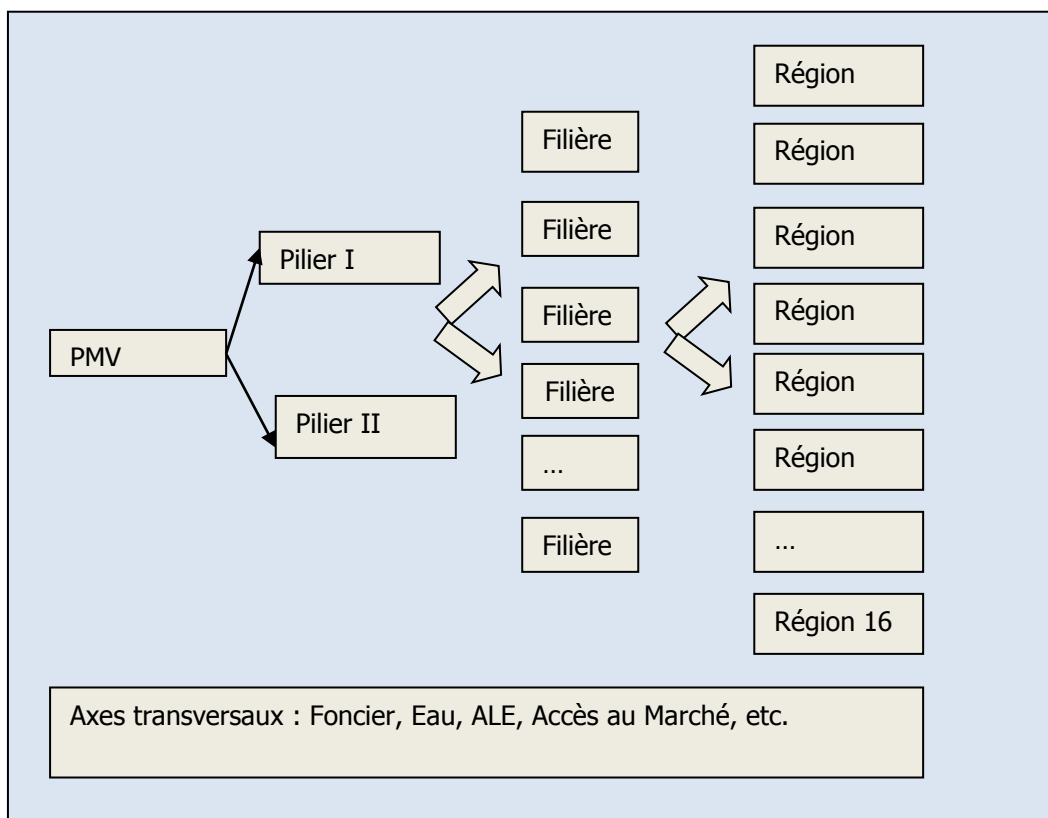 PMV
Pilier I
Pilier II
Filière
Filière
Filière
Filière
…
Filière
Région
Région
Région
Région
Région
Région
…
Région 16
Axes transversaux : Foncier, Eau, ALE, Accès au Marché, etc.